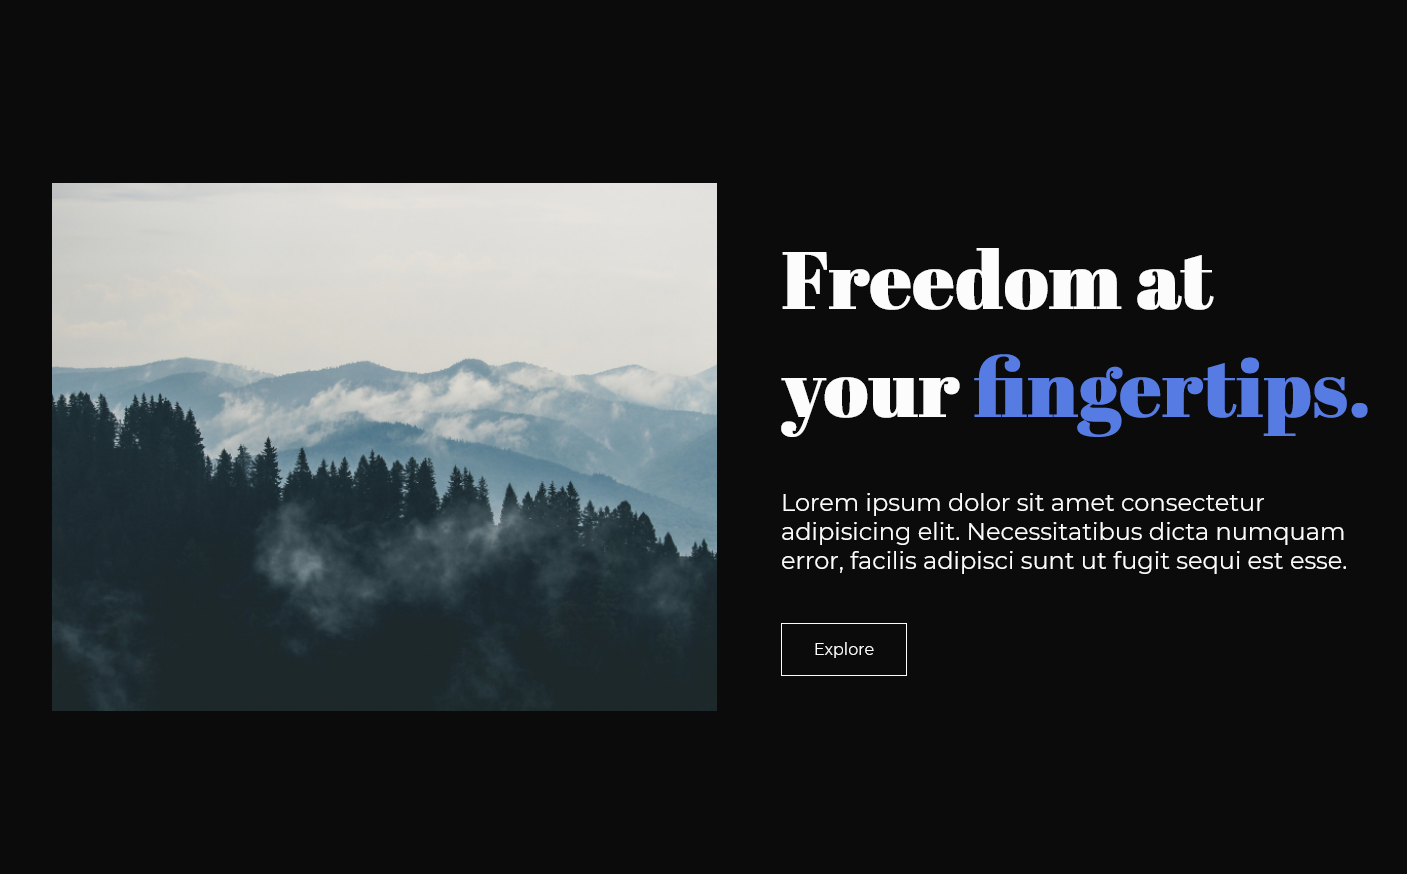 Freedom at
your fingertips.
Lorem ipsum dolor sit amet consectetur
adipisicing elit. Necessitatibus dicta numquam
error, facilis adipisci sunt ut fugit sequi est esse.
Explore